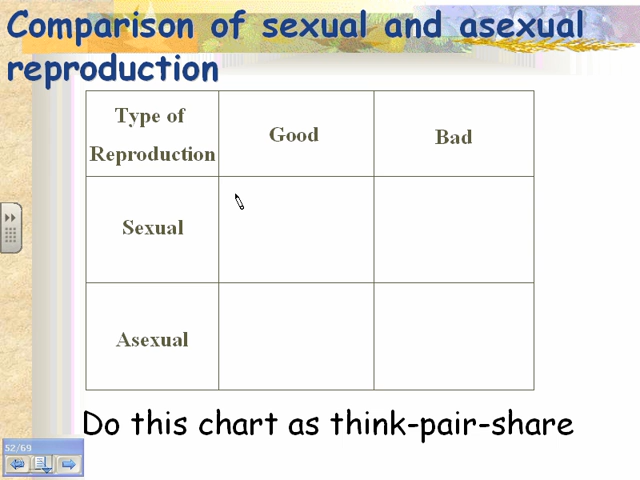 Comparison of sexual and asexual
reproduction
Type of
Reproduction
Good
Bad
Sexual
Asexual
Do this chart as think-pair-share
52/69